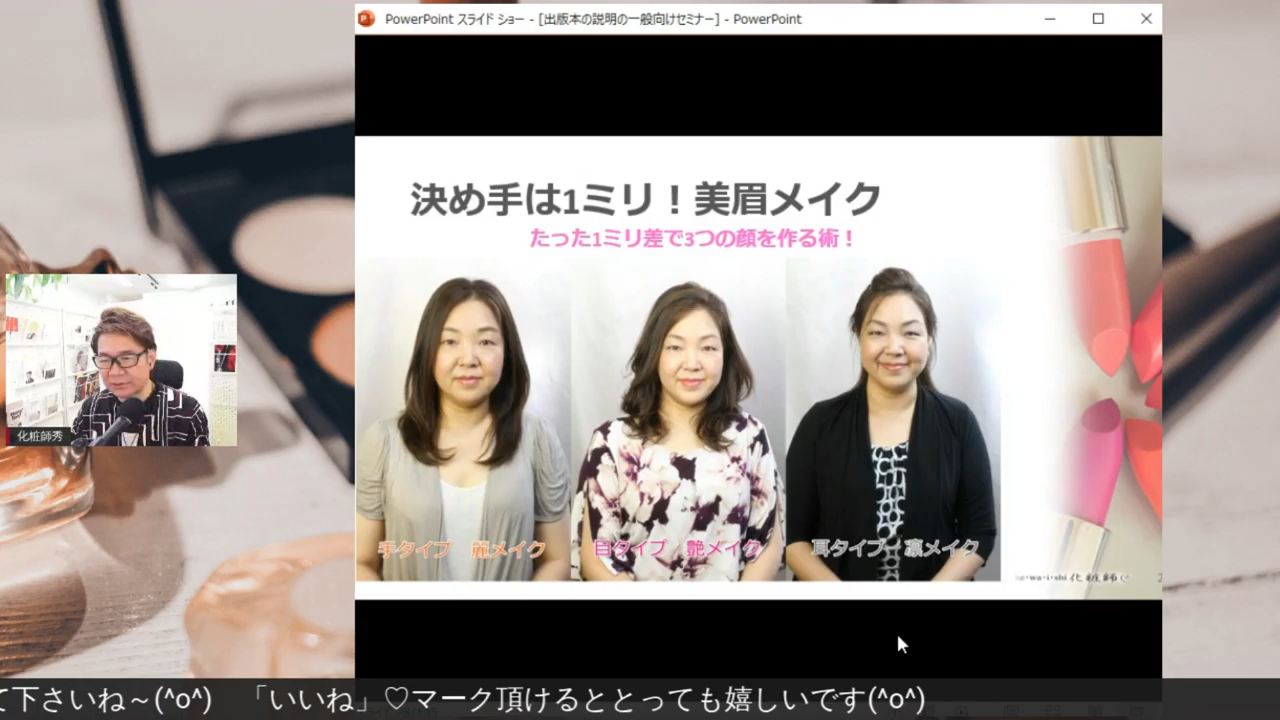 PowerPoint スライド ショー - [出版本の説明の一般向けセミナー] - PowerPoint
決め手は1ミリ！美眉メイク
たった1ミリ差で3つの顔を作る術！
手タイプ　麗メイク
目タイプ　艶メイク
耳タイプ　凛メイク
化粧師秀
て下さいね～(^o^)　「いいね」♡マーク頂けるととっても嬉しいです(^o^)